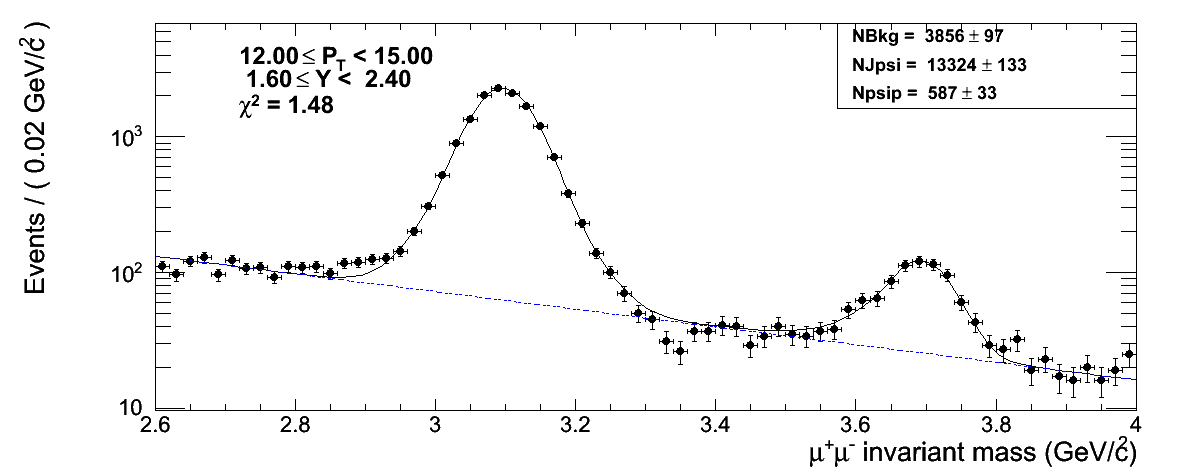 12.00 ≤ P_T < 15.00
1.60 ≤ Y < 2.40
χ² = 1.48
NBkg = 3856 ± 97
NJpsi = 13324 ± 133
Npsip = 587 ± 33
Events / ( 0.02 GeV/c² )
10³
10²
10
2.6 2.8 3 3.2 3.4 3.6 3.8 4
μ⁺μ⁻ invariant mass (GeV/c²)